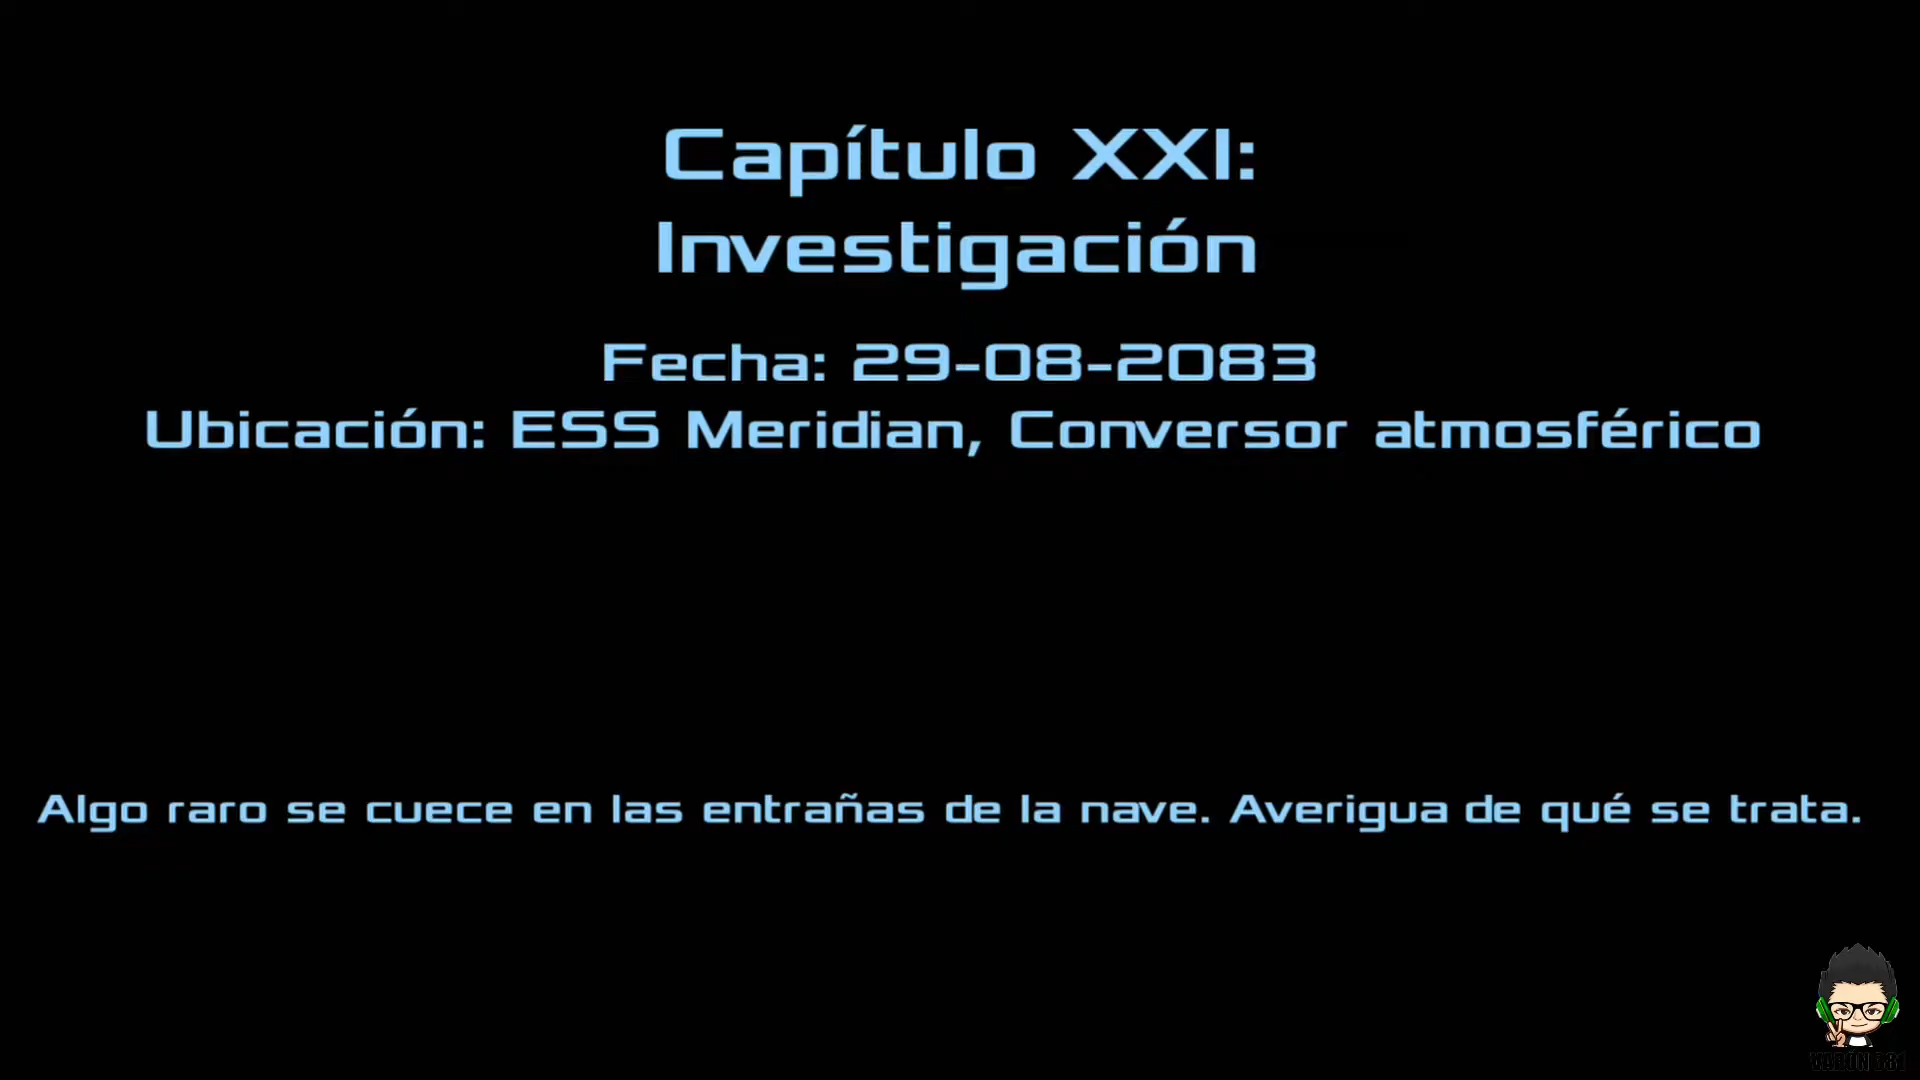 Capítulo XXI:
Investigación
Fecha: 29-08-2083
Ubicación: ESS Meridian, Conversor atmosférico
Algo raro se cuece en las entrañas de la nave. Averigua de qué se trata.